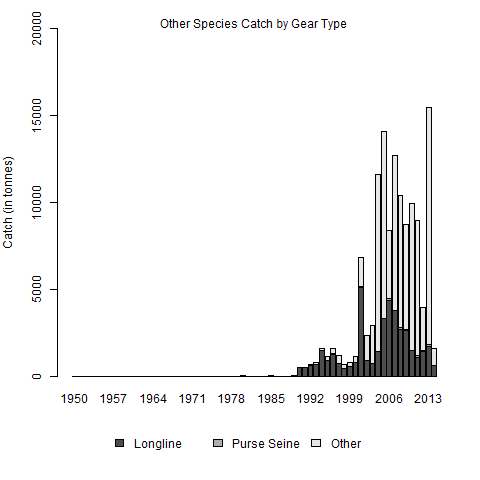 Other Species Catch by Gear Type
Catch (in tonnes)
20000
15000
10000
5000
0
1950 1957 1964 1971 1978 1985 1992 1999 2006 2013
Longline Purse Seine Other